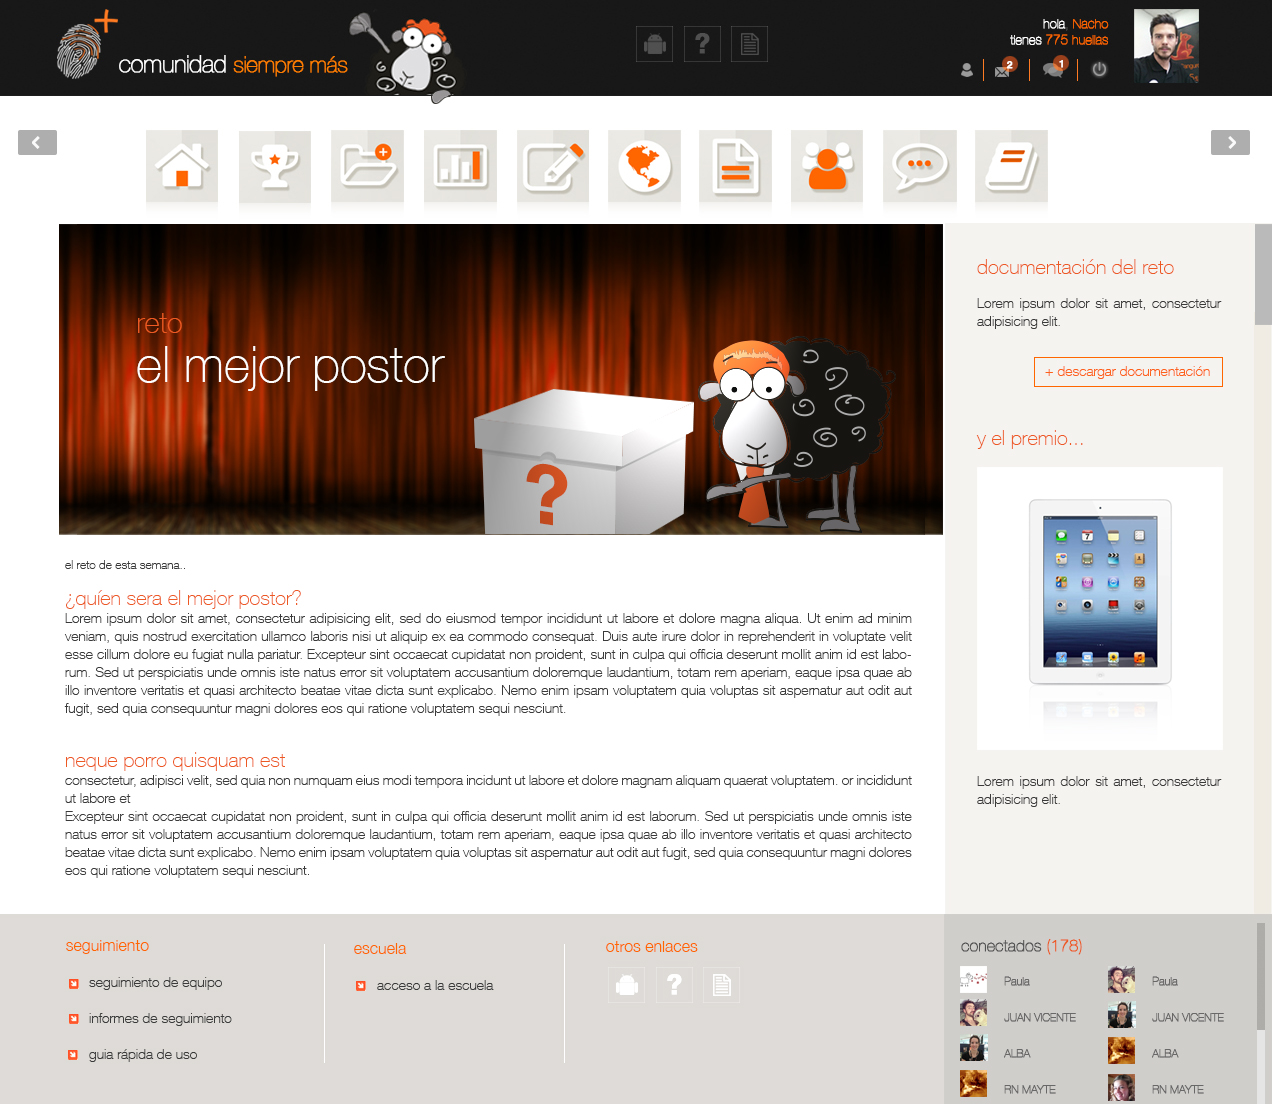 comunidad siempre más
hola, Nacho
tienes 775 huellas
2
1
?
reto
el mejor postor
?
el reto de esta semana..
¿quíen sera el mejor postor?
Lorem ipsum dolor sit amet, consectetur adipisicing elit, sed do eiusmod tempor incididunt ut labore et dolore magna aliqua. Ut enim ad minim
veniam, quis nostrud exercitation ullamco laboris nisi ut aliquip ex ea commodo consequat. Duis aute irure dolor in reprehenderit in voluptate velit
esse cillum dolore eu fugiat nulla pariatur. Excepteur sint occaecat cupidatat non proident, sunt in culpa qui officia deserunt mollit anim id est labo-
rum. Sed ut perspiciatis unde omnis iste natus error sit voluptatem accusantium doloremque laudantium, totam rem aperiam, eaque ipsa quae ab
illo inventore veritatis et quasi architecto beatae vitae dicta sunt explicabo. Nemo enim ipsam voluptatem quia voluptas sit aspernatur aut odit aut
fugit, sed quia consequuntur magni dolores eos qui ratione voluptatem sequi nesciunt.
neque porro quisquam est
consectetur, adipisci velit, sed quia non numquam eius modi tempora incidunt ut labore et dolore magnam aliquam quaerat voluptatem. or incididunt
ut labore et
Excepteur sint occaecat cupidatat non proident, sunt in culpa qui officia deserunt mollit anim id est laborum. Sed ut perspiciatis unde omnis iste
natus error sit voluptatem accusantium doloremque laudantium, totam rem aperiam, eaque ipsa quae ab illo inventore veritatis et quasi architecto
beatae vitae dicta sunt explicabo. Nemo enim ipsam voluptatem quia voluptas sit aspernatur aut odit aut fugit, sed quia consequuntur magni dolores
eos qui ratione voluptatem sequi nesciunt.
documentación del reto
Lorem ipsum dolor sit amet, consectetur
adipisicing elit.
+ descargar documentación
y el premio...
7
Lorem ipsum dolor sit amet, consectetur
adipisicing elit.
seguimiento
seguimiento de equipo
informes de seguimiento
guia rápida de uso
escuela
acceso a la escuela
otros enlaces
?
conectados (178)
Paula
Paula
JUAN VICENTE
JUAN VICENTE
ALBA
ALBA
RN MAYTE
RN MAYTE